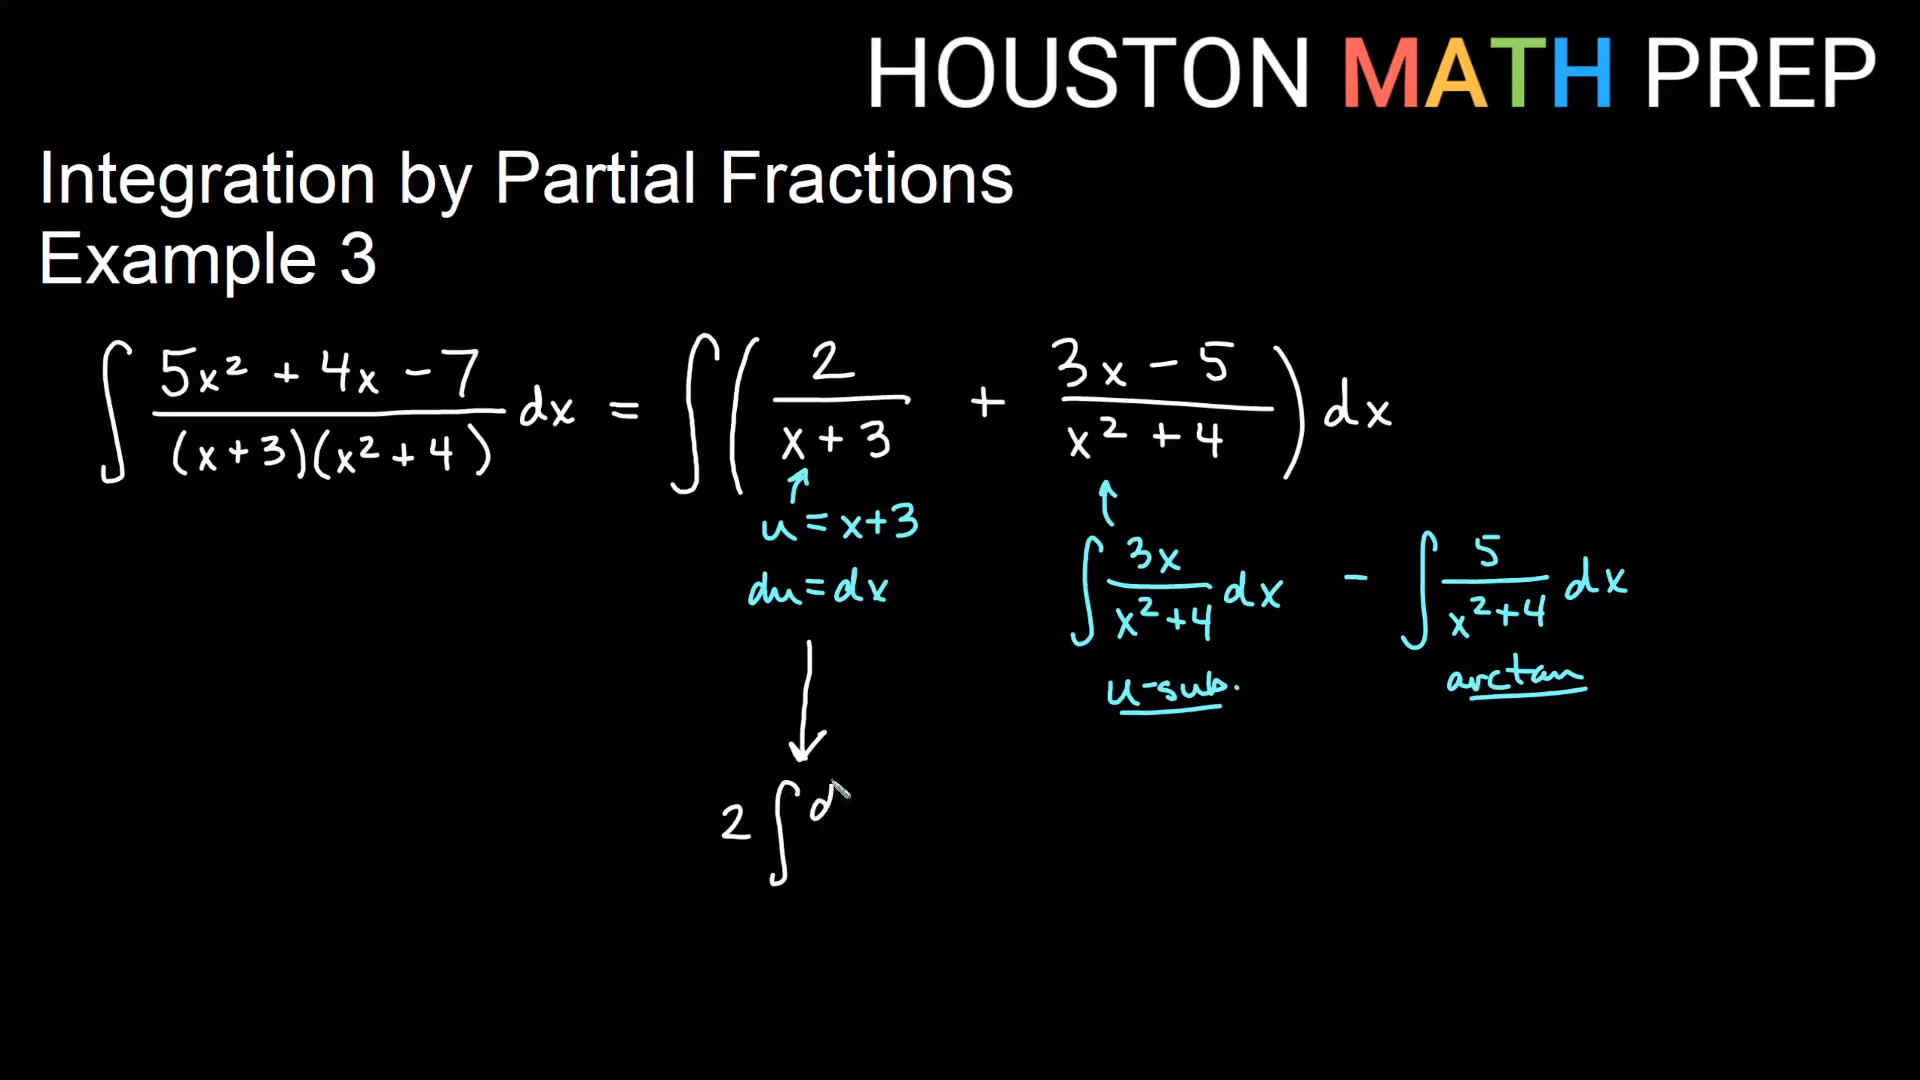 HOUSTON MATH PREP
Integration by Partial Fractions
Example 3
∫ (5x² + 4x − 7)/((x+3)(x²+4)) dx = ∫ ( 2/(x+3) + (3x − 5)/(x²+4) ) dx
u = x+3
du = dx
∫ 3x/(x²+4) dx − ∫ 5/(x²+4) dx
u-sub. arctan
2 ∫ d